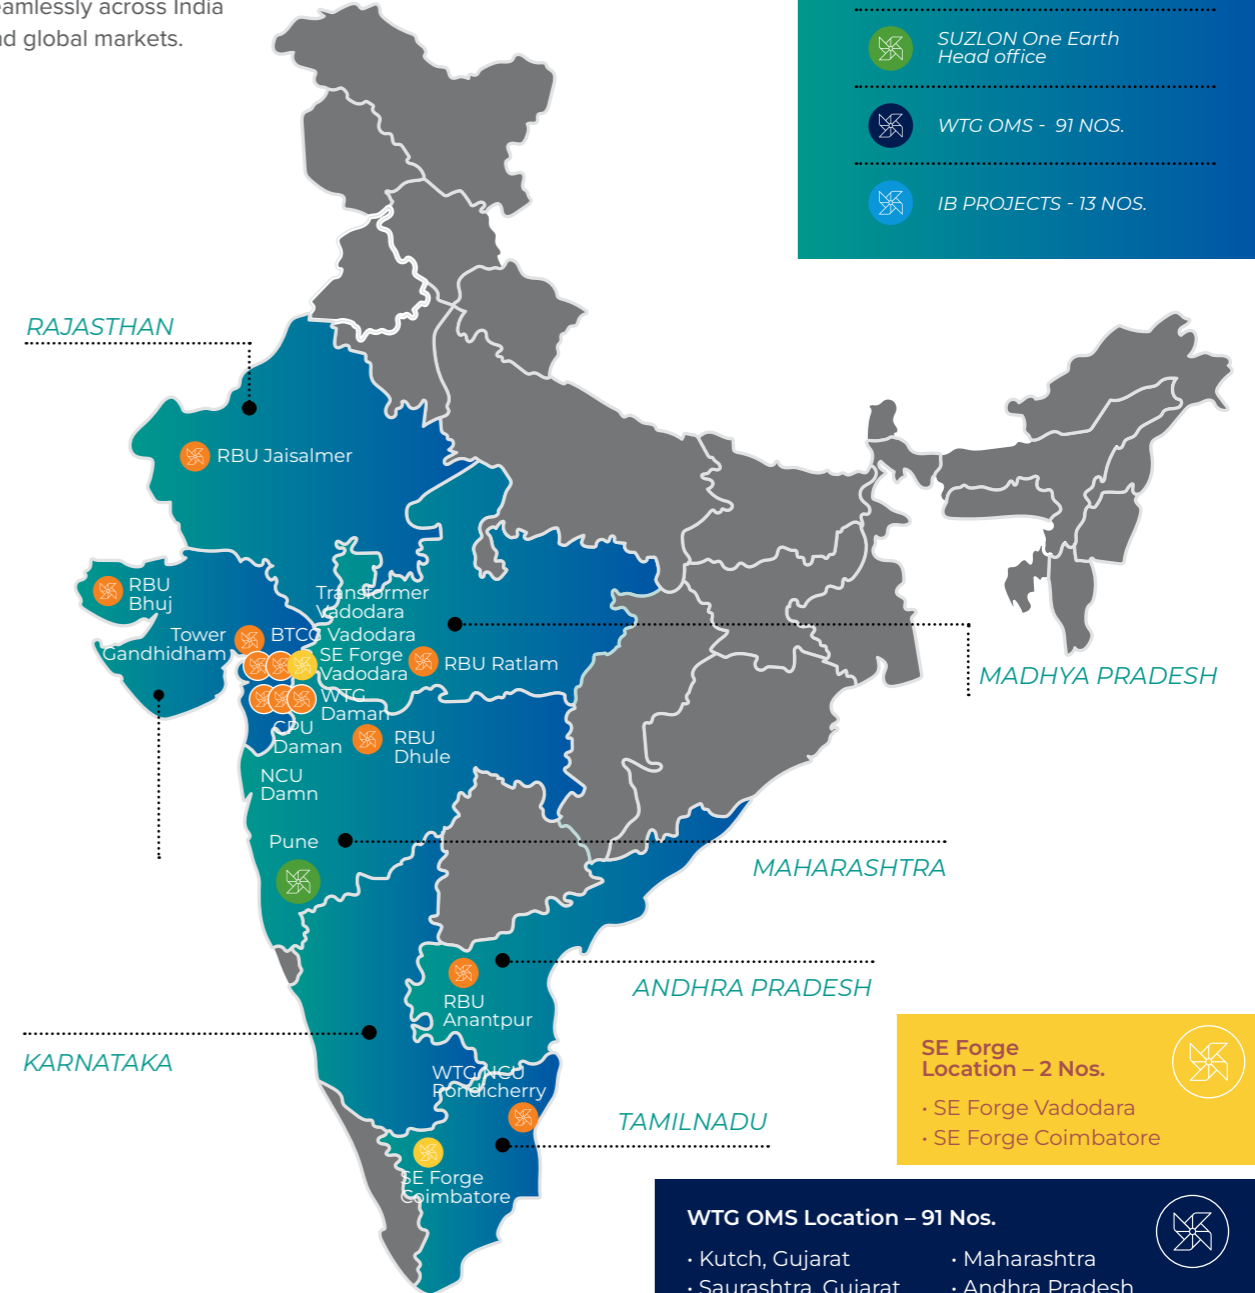 eamlessly across India
nd global markets.
SUZLON One Earth
Head office
WTG OMS - 91 NOS.
IB PROJECTS - 13 NOS.
RAJASTHAN
RBU Jaisalmer
RBU
Bhuj
Transformer
Vadodara
Tower
Gandhidham
BTCG Vadodara
SE Forge
Vadodara
RBU Ratlam
MADHYA PRADESH
WTG
Daman
CPU
Daman
RBU
Dhule
NCU
Damn
Pune
MAHARASHTRA
ANDHRA PRADESH
RBU
Anantpur
KARNATAKA
WTG NCU
Pondicherry
TAMILNADU
SE Forge
Coimbatore
SE Forge
Location – 2 Nos.
• SE Forge Vadodara
• SE Forge Coimbatore
WTG OMS Location – 91 Nos.
• Kutch, Gujarat
• Saurashtra, Gujarat
• Maharashtra
• Andhra Pradesh